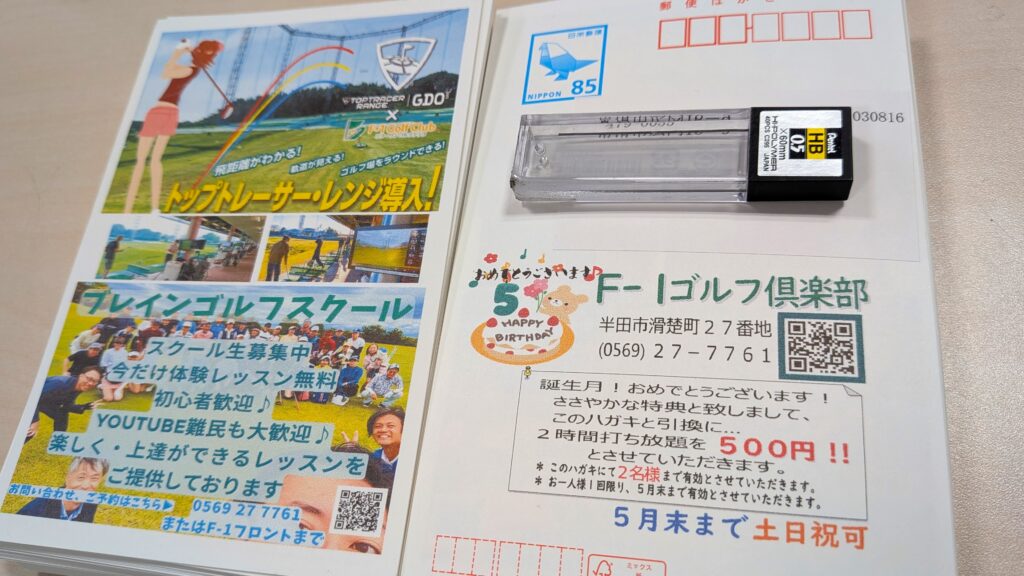 TOPTRACER
RANGE
GDO
×
F-1 Golf Club
飛距離がわかる!
軌道が見える!
ゴルフ場をラウンドできる!
トップトレーサー・レンジ導入!
ブレインゴルフスクール
スクール生募集中
今だけ体験レッスン無料
初心者歓迎♪
YOUTUBE難民も大歓迎♪
楽しく・上達ができるレッスンを
ご提供しております
お問い合わせ、ご予約はこちら▶ 0569 27 7761
またはF-1フロントまで
郵便はがき
日本郵便
NIPPON 85
030816
Pentel
HB 0.5
HI-POLYMER
×60mm
JAPAN
おめでとうございます
5
HAPPY
BIRTHDAY
F-1ゴルフ倶楽部
半田市滑楚町27番地
(0569)27-7761
誕生月!おめでとうございます!
ささやかな特典と致しまして、
このハガキと引換に…
2時間打ち放題を 500円!!
とさせていただきます。
* このハガキにて2名様まで有効とさせていただきます。
* お一人様1回限り、5月末まで有効とさせていただきます。
5月末まで土日祝可
ミックス